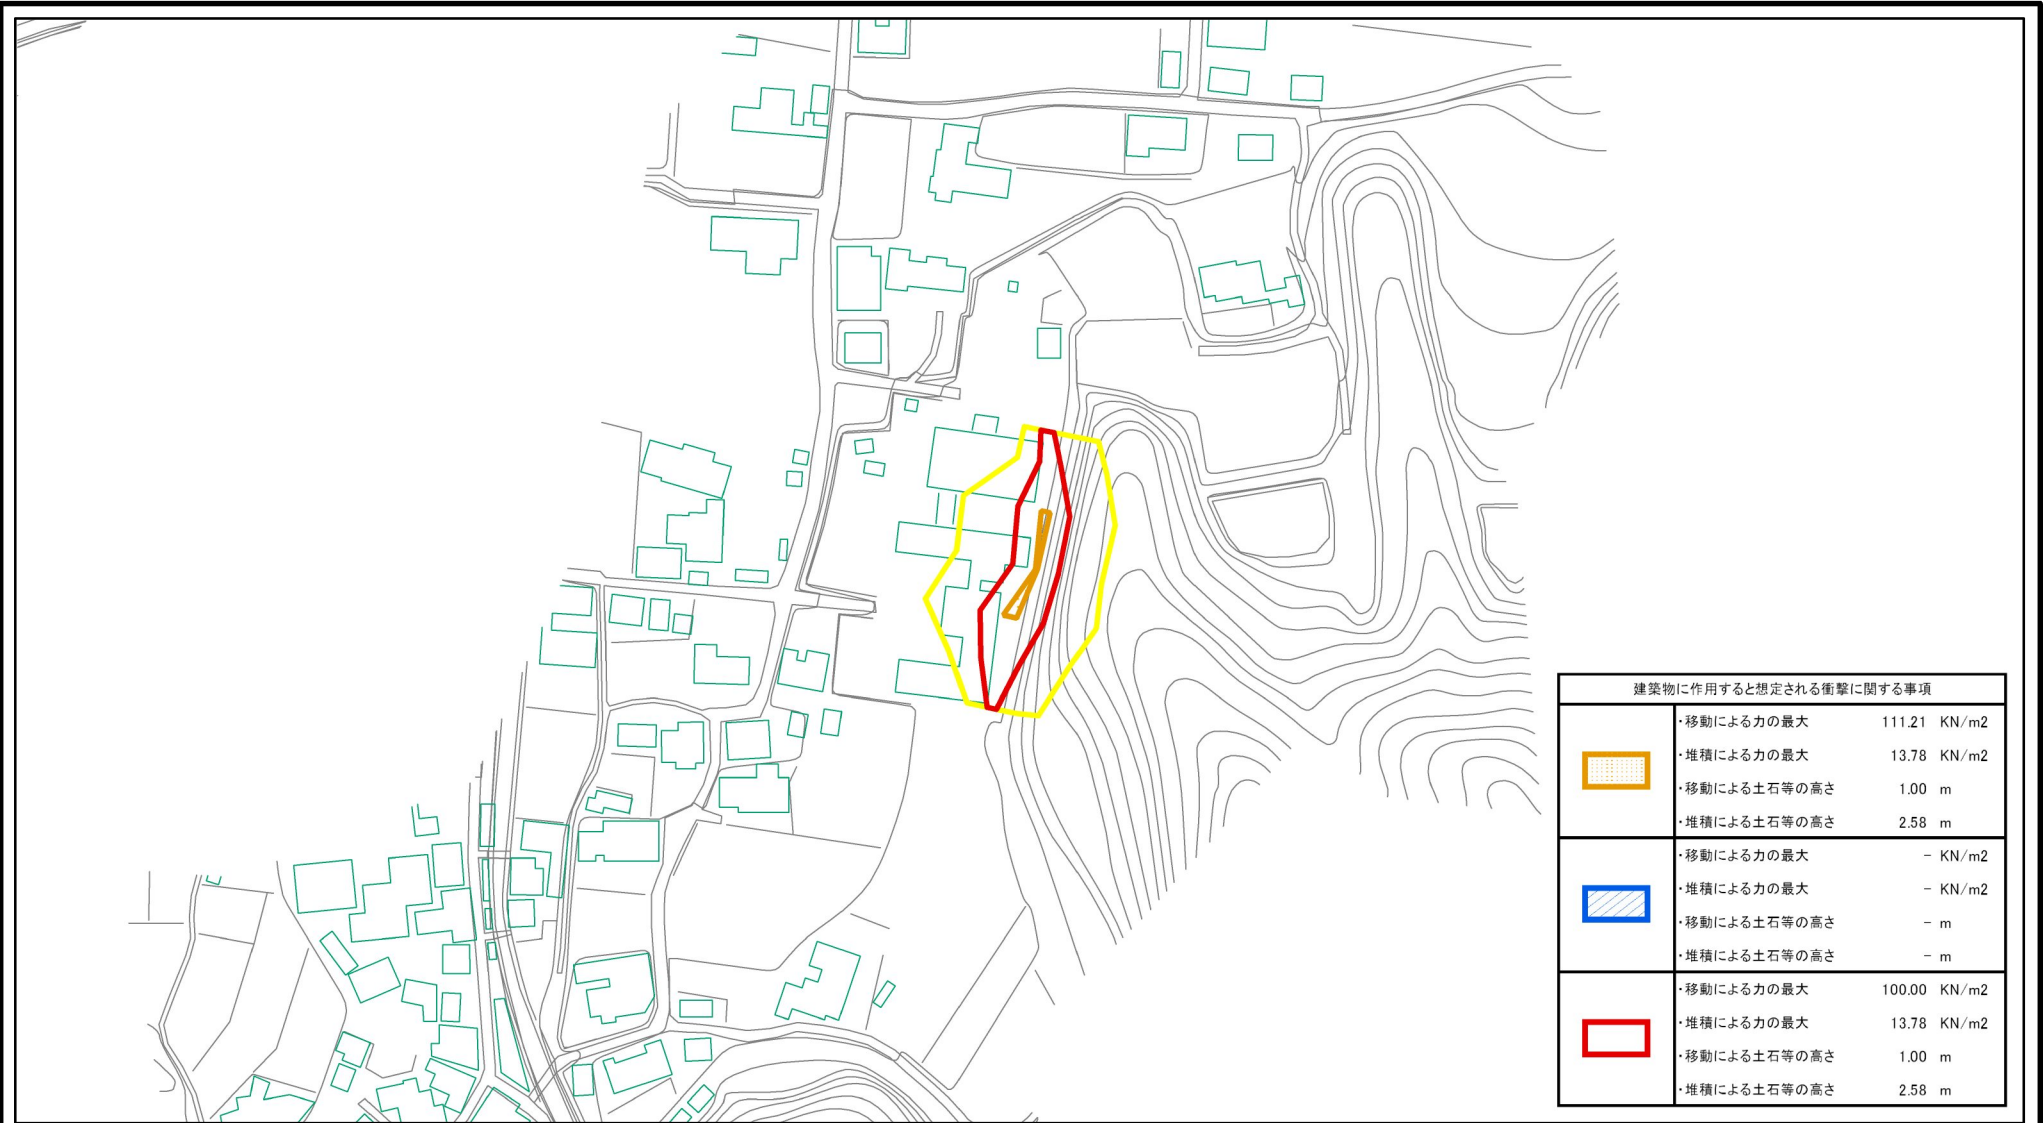 建築物に作用すると想定される衝撃に関する事項
・移動による力の最大 111.21 KN/m2
・堆積による力の最大 13.78 KN/m2
・移動による土石等の高さ 1.00 m
・堆積による土石等の高さ 2.58 m
・移動による力の最大 - KN/m2
・堆積による力の最大 - KN/m2
・移動による土石等の高さ - m
・堆積による土石等の高さ - m
・移動による力の最大 100.00 KN/m2
・堆積による力の最大 13.78 KN/m2
・移動による土石等の高さ 1.00 m
・堆積による土石等の高さ 2.58 m